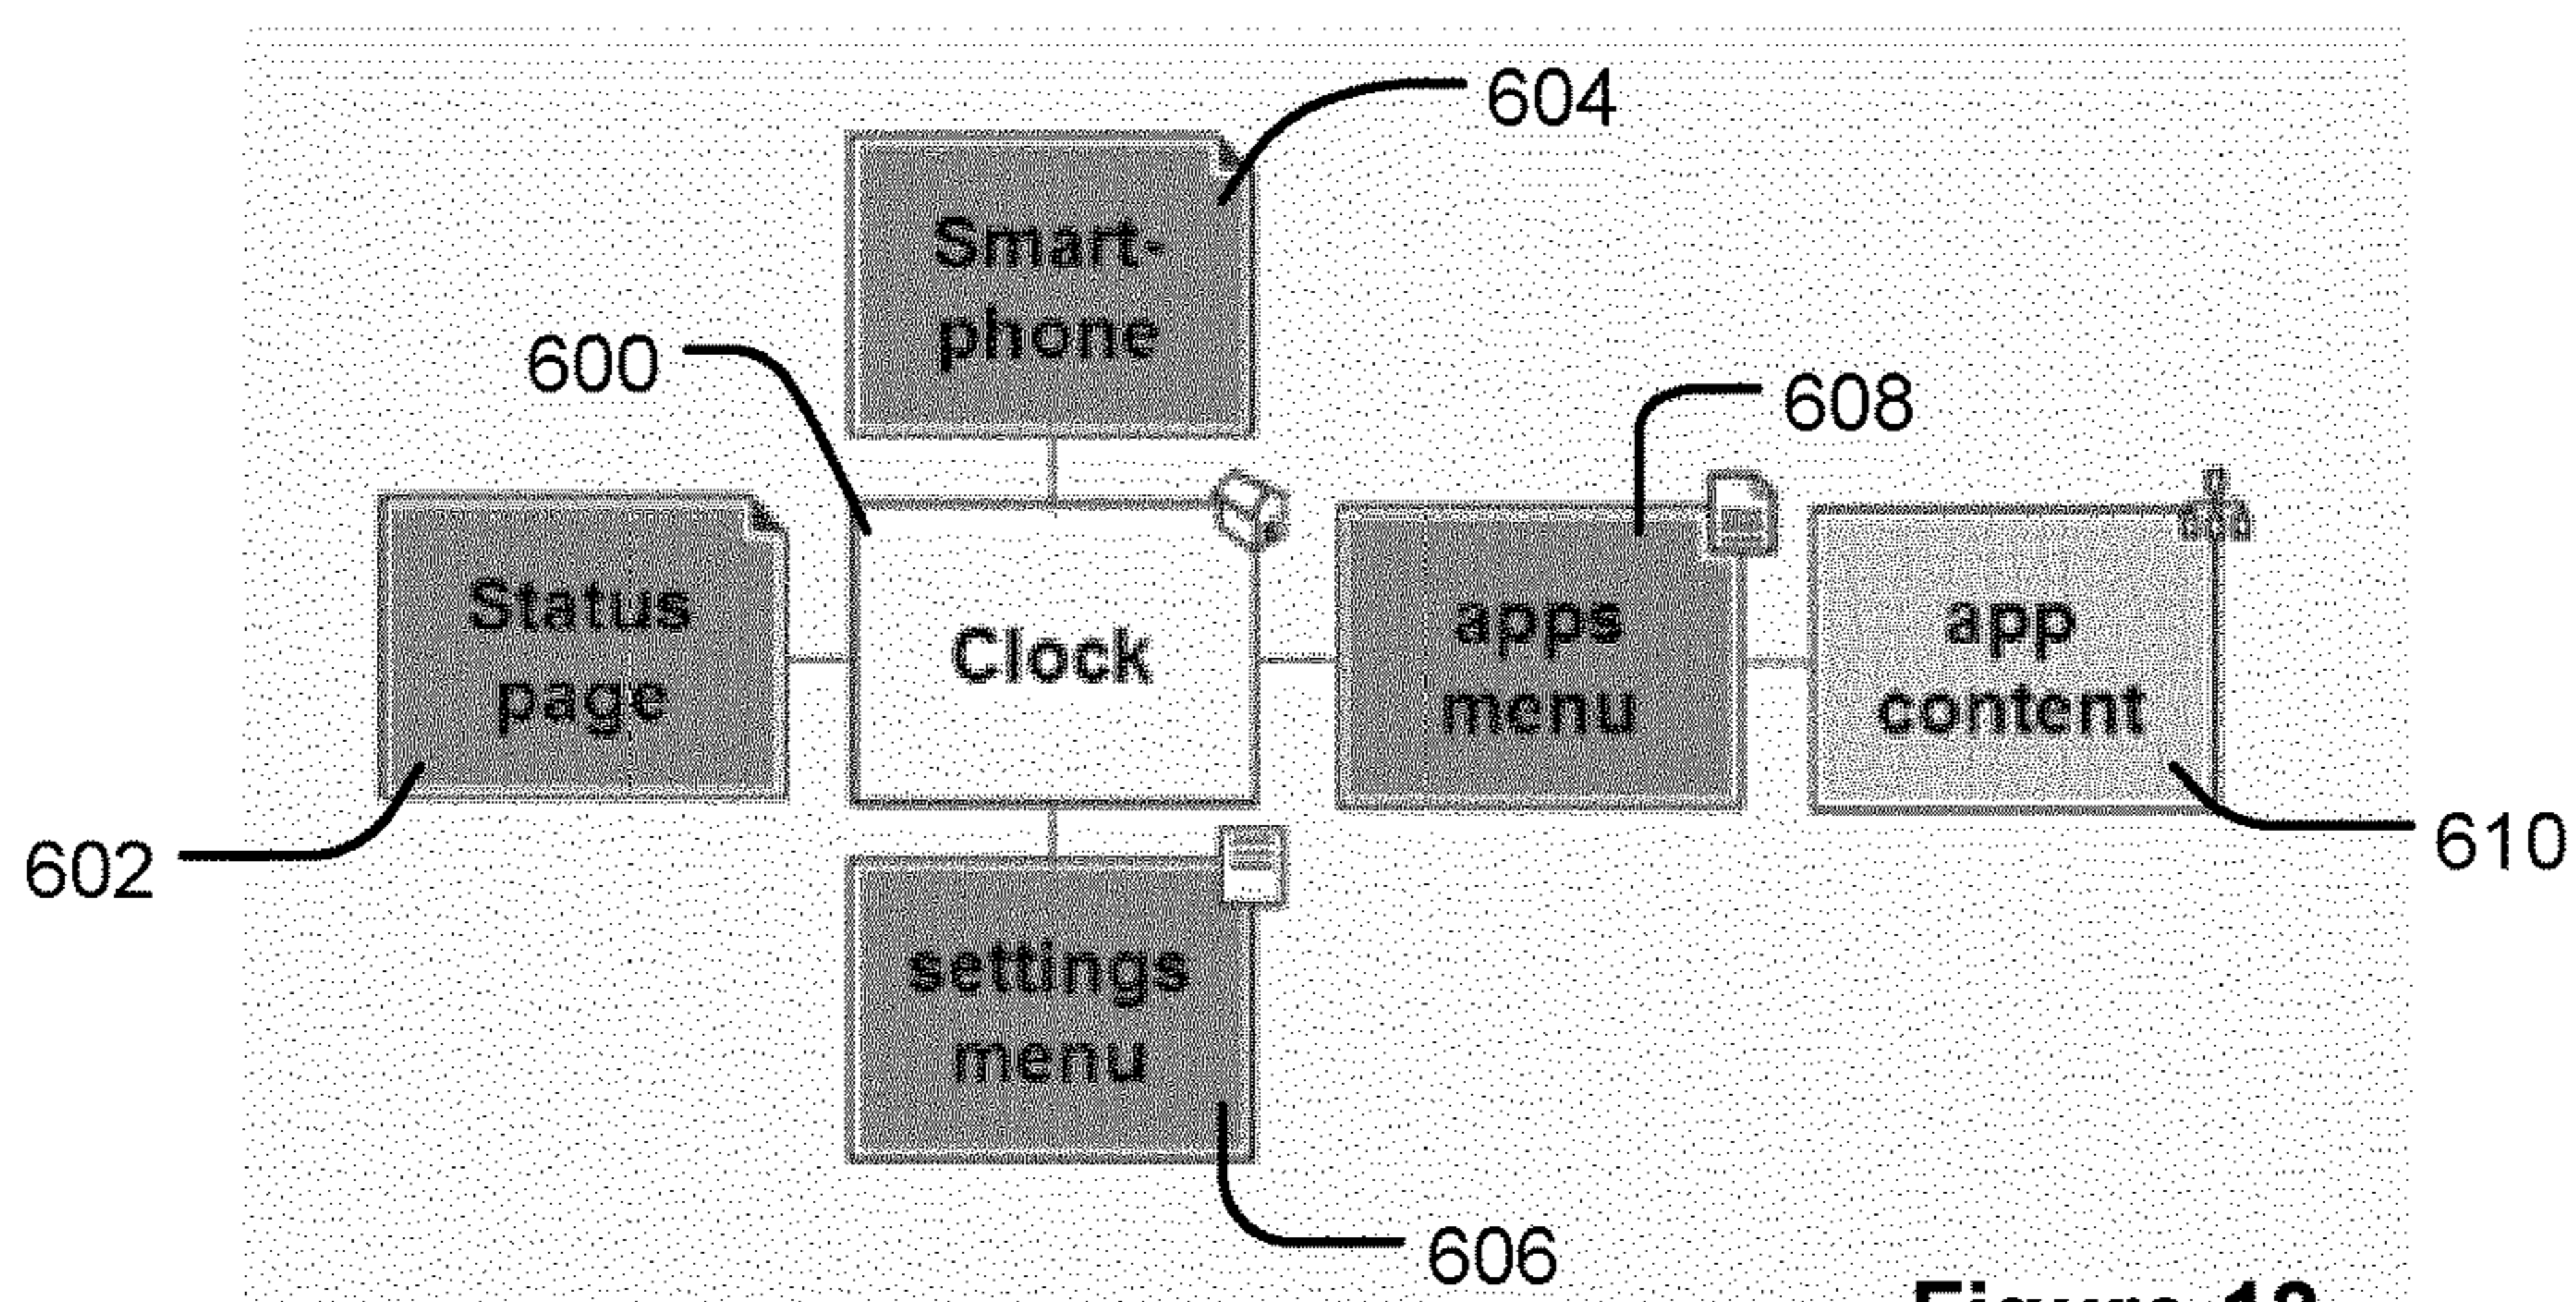 604
Smart-
phone
600
608
Status
page
Clock
apps
menu
app
content
602
610
settings
menu
606